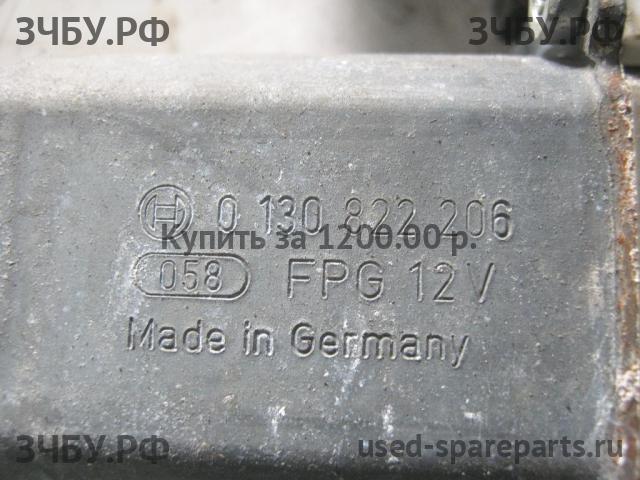 ЗЧБУ.РФ ЗЧБУ.РФ
0 130 822 206
Купить за 1200.00 р.
058 FPG 12V
Made in Germany
ЗЧБУ.РФ used-spareparts.ru